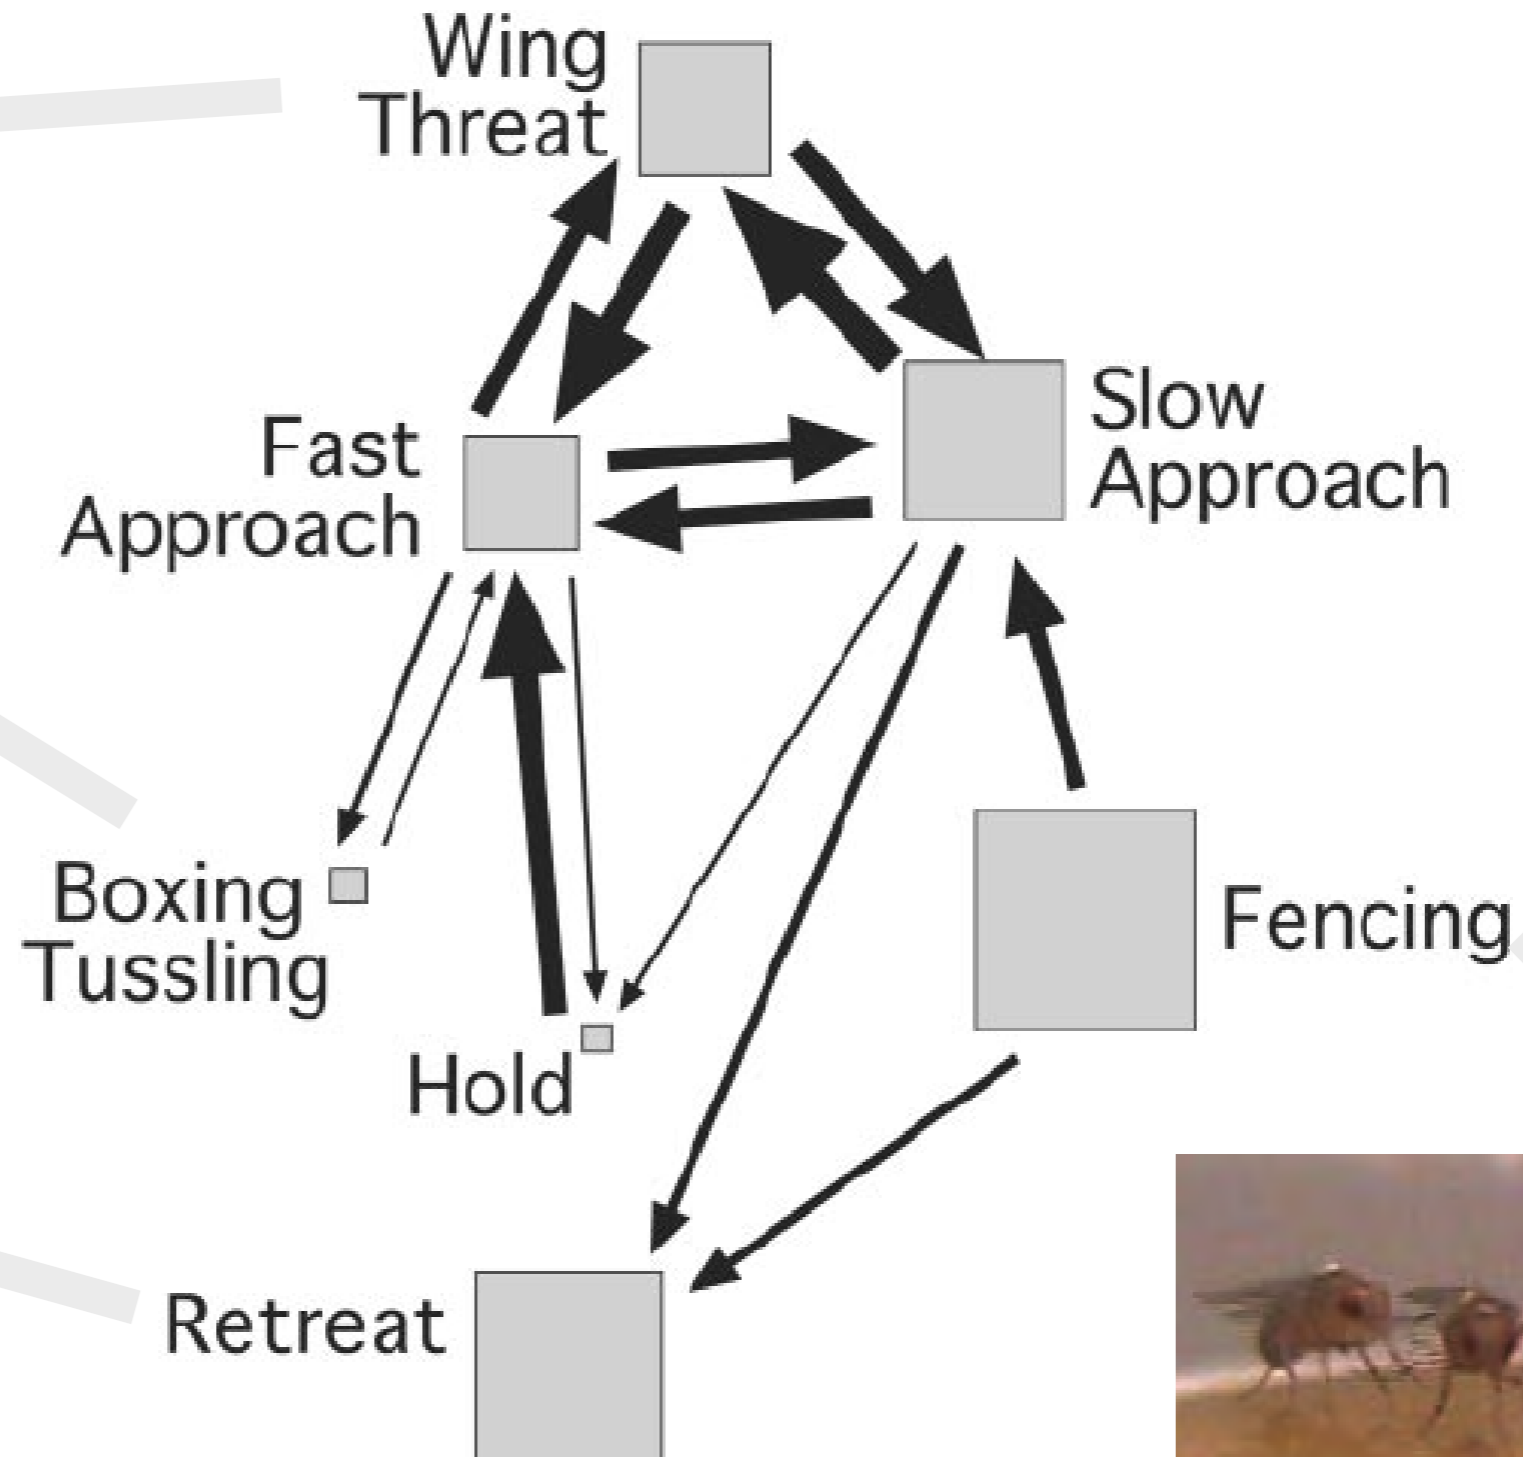 Wing
Threat
Fast
Approach
Slow
Approach
Boxing
Tussling
Fencing
Hold
Retreat